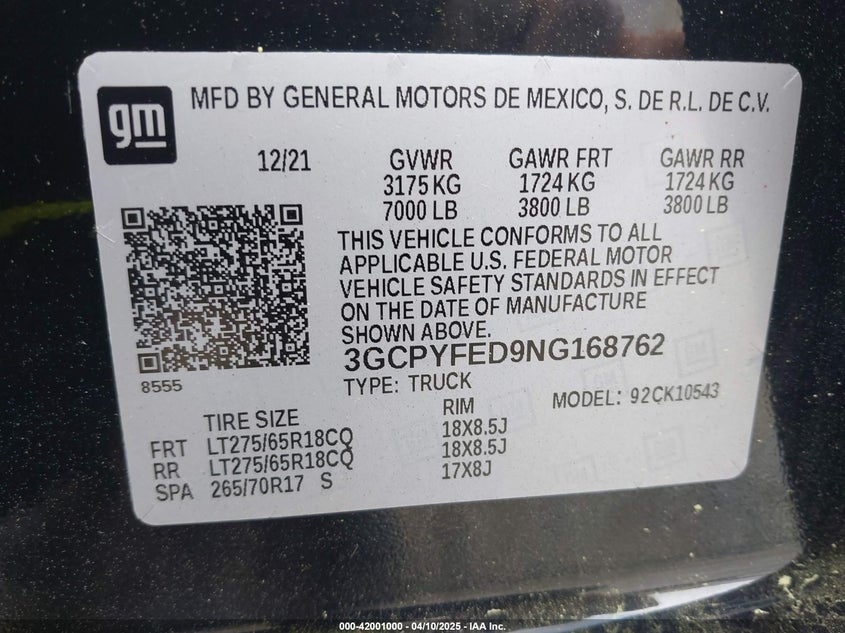 gm
MFD BY GENERAL MOTORS DE MEXICO, S. DE R.L. DE C.V.
12/21 GVWR GAWR FRT GAWR RR
3175 KG 1724 KG 1724 KG
7000 LB 3800 LB 3800 LB
THIS VEHICLE CONFORMS TO ALL
APPLICABLE U.S. FEDERAL MOTOR
VEHICLE SAFETY STANDARDS IN EFFECT
ON THE DATE OF MANUFACTURE
SHOWN ABOVE.
3GCPYFED9NG168762
8555
TYPE: TRUCK
MODEL: 92CK10543
TIRE SIZE RIM
FRT LT275/65R18CQ 18X8.5J
RR LT275/65R18CQ 18X8.5J
SPA 265/70R17 S 17X8J
000-42001000 - 04/10/2025 - IAA Inc.